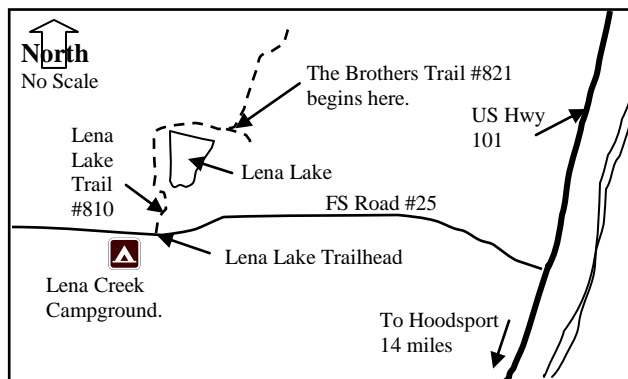 North
No Scale
The Brothers Trail #821
begins here.
US Hwy
101
Lena
Lake
Trail
#810
Lena Lake
FS Road #25
Lena Lake Trailhead
Lena Creek
Campground.
To Hoodsport
14 miles